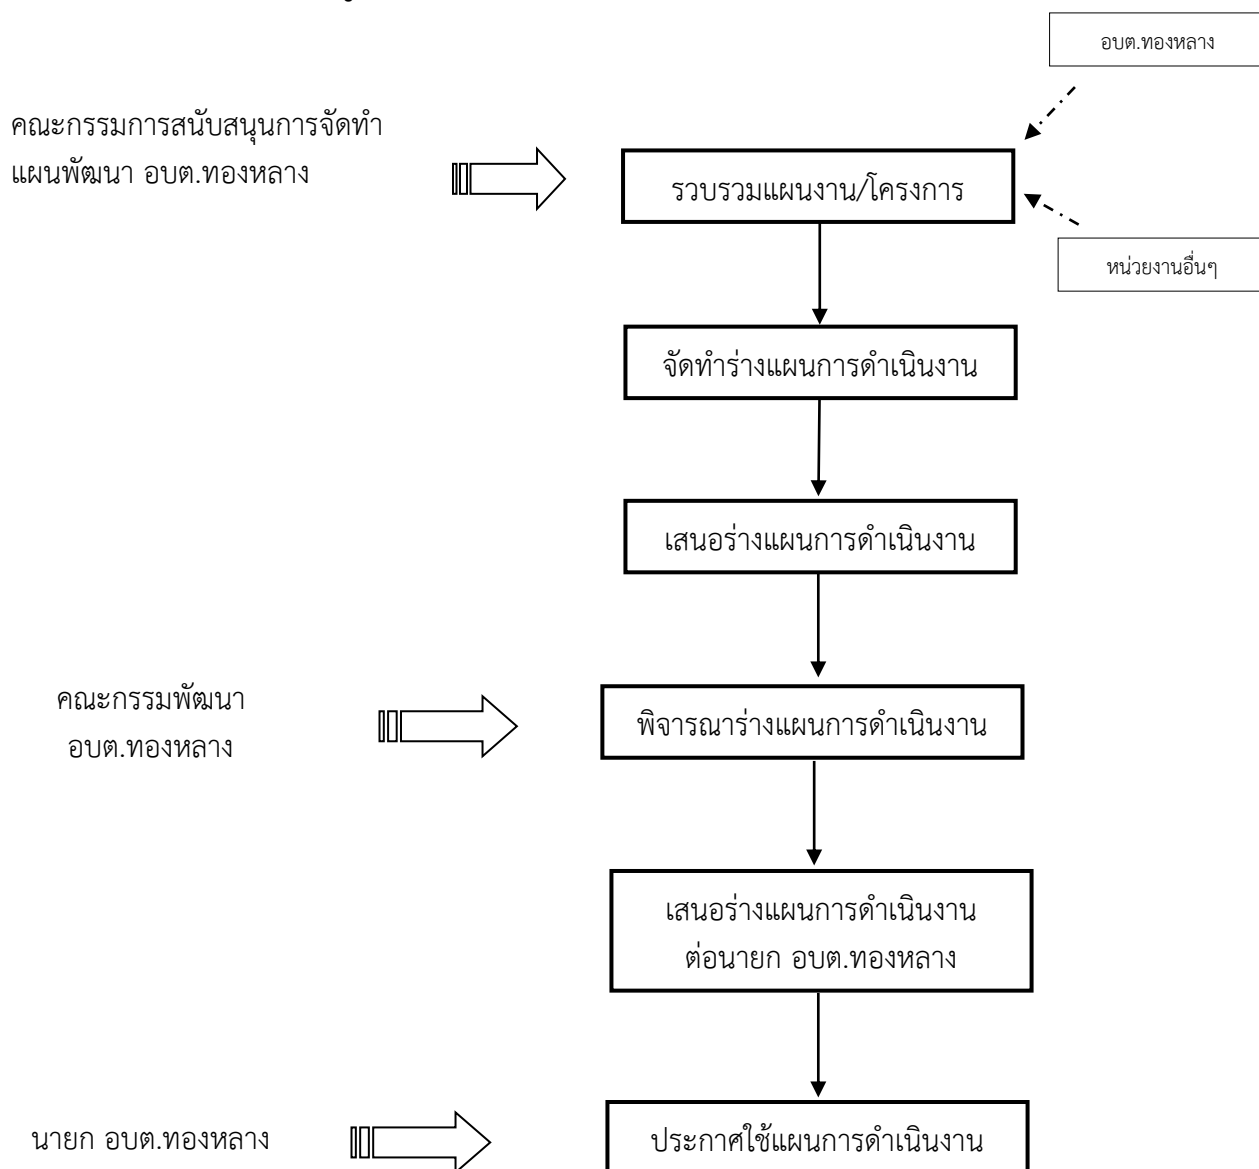 อบต.ทองหลาง
คณะกรรมการสนับสนุนการจัดทำ
แผนพัฒนา อบต.ทองหลาง
รวบรวมแผนงาน/โครงการ
หน่วยงานอื่นๆ
จัดทำร่างแผนการดำเนินงาน
เสนอร่างแผนการดำเนินงาน
คณะกรรมพัฒนา
อบต.ทองหลาง
พิจารณาร่างแผนการดำเนินงาน
เสนอร่างแผนการดำเนินงาน
ต่อนายก อบต.ทองหลาง
นายก อบต.ทองหลาง
ประกาศใช้แผนการดำเนินงาน